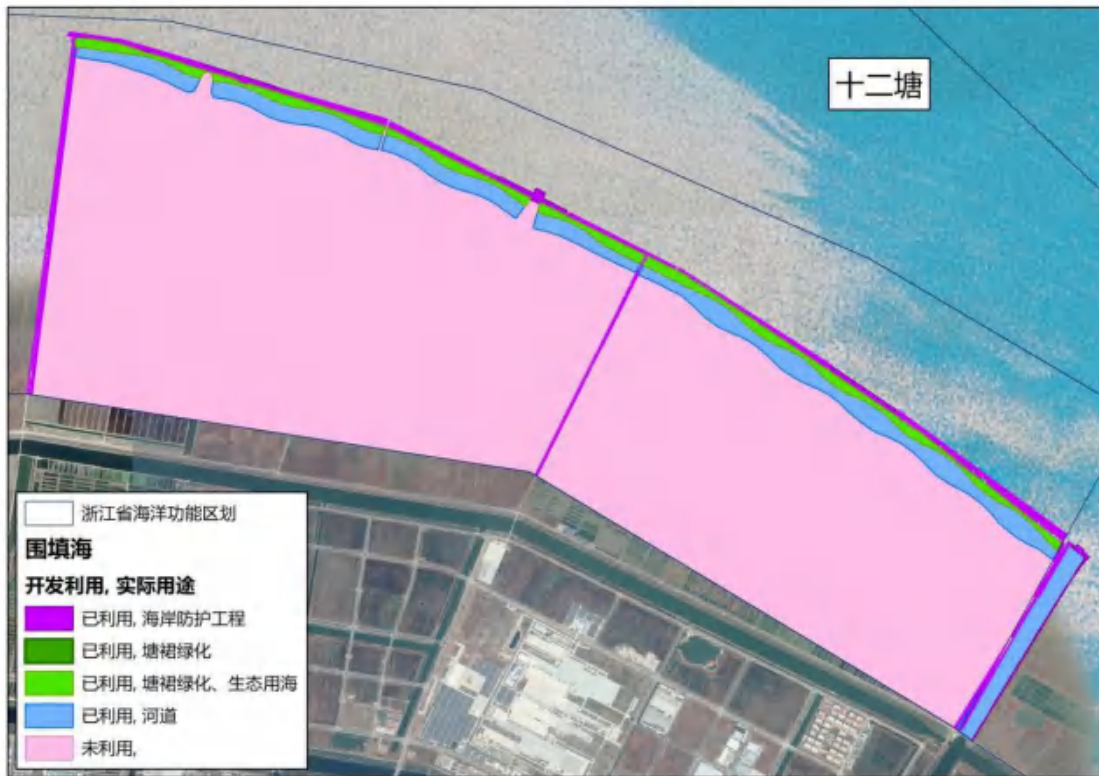 十二塘
浙江省海洋功能区划
围填海
开发利用, 实际用途
已利用, 海岸防护工程
已利用, 塘裙绿化
已利用, 塘裙绿化、生态用海
已利用, 河道
未利用,